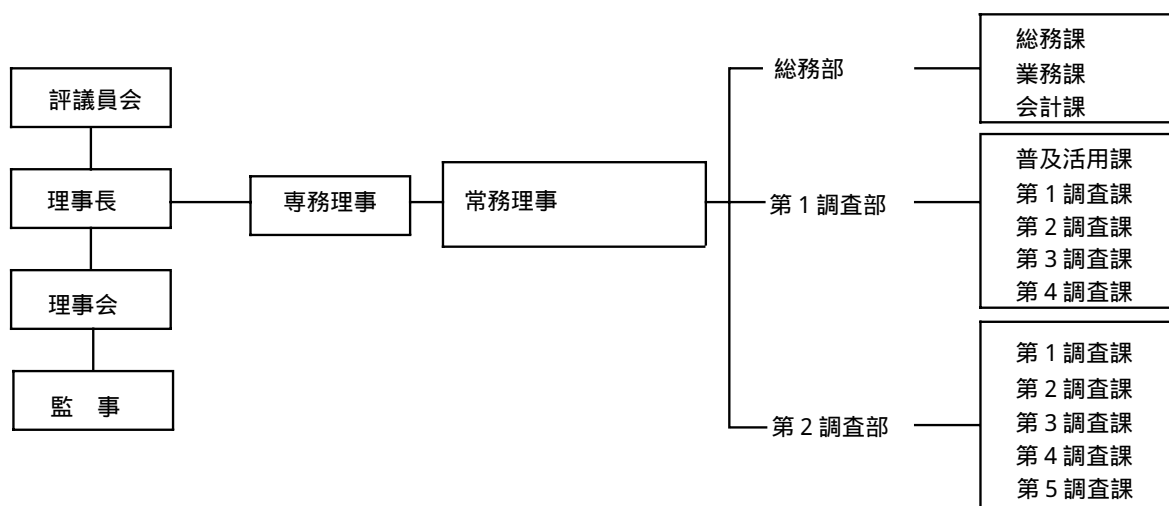 評議員会
理事長
理事会
監　事
専務理事
常務理事
総務部
総務課
業務課
会計課
第１調査部
普及活用課
第１調査課
第２調査課
第３調査課
第４調査課
第２調査部
第１調査課
第２調査課
第３調査課
第４調査課
第５調査課